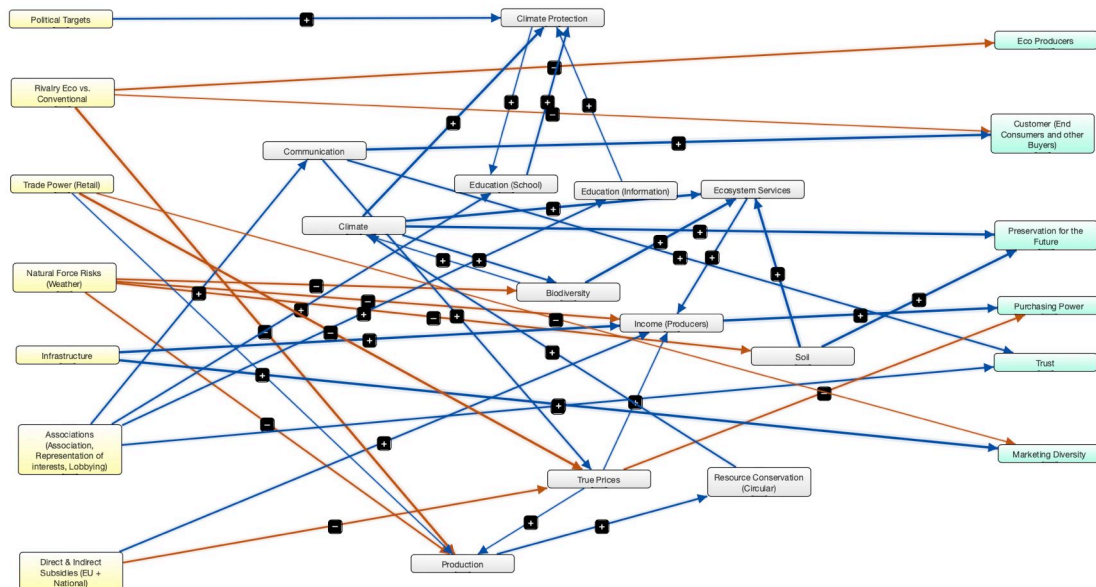 Political Targets
Climate Protection
Eco Producers
Rivalry Eco vs.
Conventional
Customer (End
Consumers and other
Buyers)
Communication
Trade Power (Retail)
Education (School)
Education (Information)
Ecosystem Services
Climate
Preservation for the
Future
Natural Force Risks
(Weather)
Biodiversity
Purchasing Power
Income (Producers)
Infrastructure
Soil
Trust
Associations
(Association,
Representation of
interests, Lobbying)
Marketing Diversity
True Prices
Resource Conservation
(Circular)
Direct & Indirect
Subsidies (EU +
National)
Production